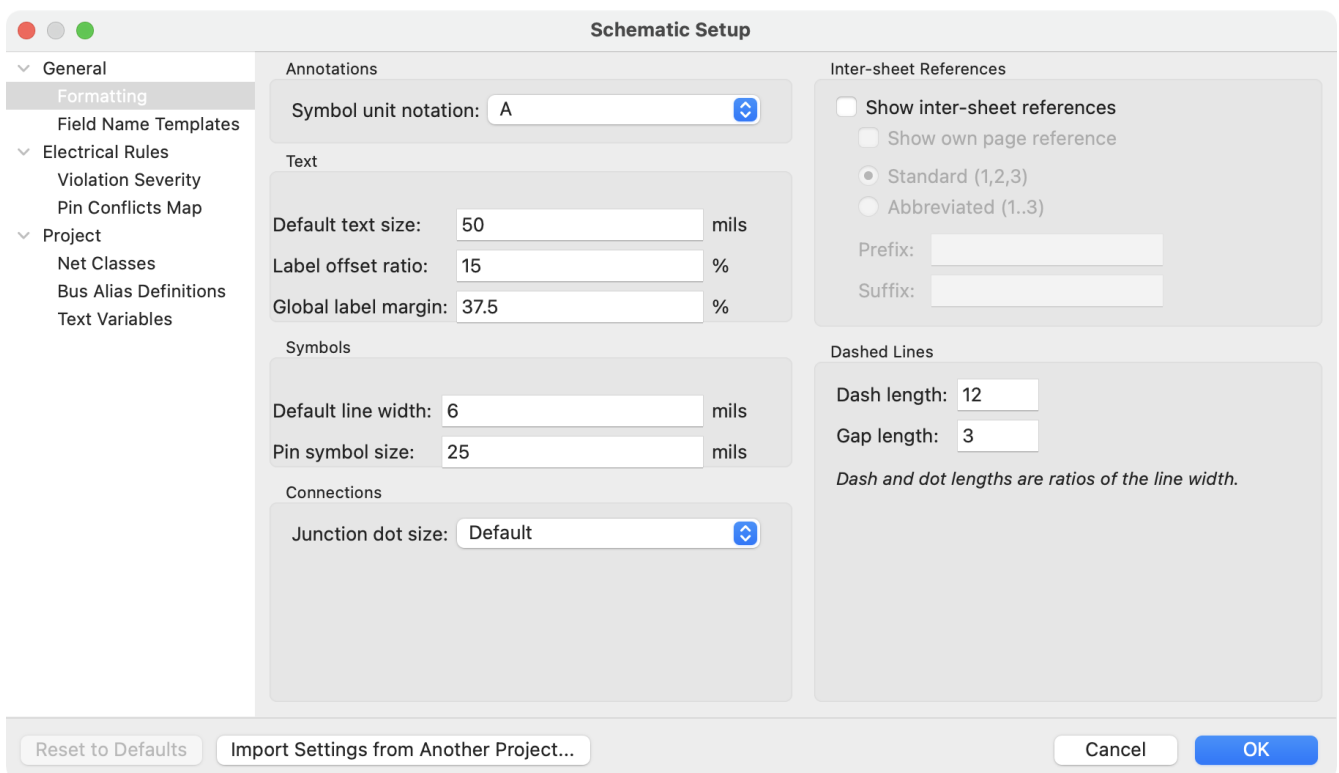 Schematic Setup
General
Formatting
Field Name Templates
Electrical Rules
Violation Severity
Pin Conflicts Map
Project
Net Classes
Bus Alias Definitions
Text Variables
Annotations
Symbol unit notation: A
Text
Default text size: 50 mils
Label offset ratio: 15 %
Global label margin: 37.5 %
Symbols
Default line width: 6 mils
Pin symbol size: 25 mils
Connections
Junction dot size: Default
Inter-sheet References
Show inter-sheet references
Show own page reference
Standard (1,2,3)
Abbreviated (1..3)
Prefix:
Suffix:
Dashed Lines
Dash length: 12
Gap length: 3
Dash and dot lengths are ratios of the line width.
Reset to Defaults
Import Settings from Another Project...
Cancel
OK